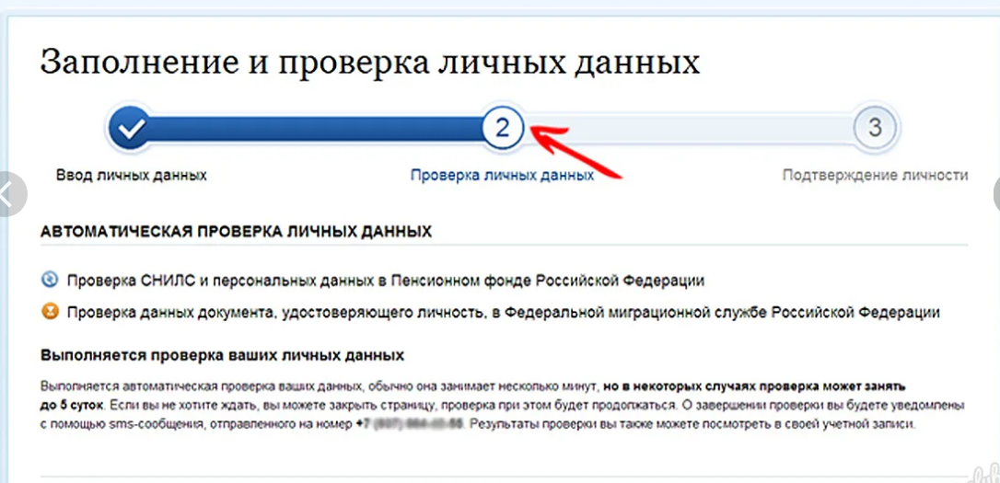 Заполнение и проверка личных данных
2
3
Ввод личных данных
Проверка личных данных
Подтверждение личности
АВТОМАТИЧЕСКАЯ ПРОВЕРКА ЛИЧНЫХ ДАННЫХ
Проверка СНИЛС и персональных данных в Пенсионном фонде Российской Федерации
Проверка данных документа, удостоверяющего личность, в Федеральной миграционной службе Российской Федерации
Выполняется проверка ваших личных данных
Выполняется автоматическая проверка ваших данных, обычно она занимает несколько минут, но в некоторых случаях проверка может занять
до 5 суток. Если вы не хотите ждать, вы можете закрыть страницу, проверка при этом будет продолжаться. О завершении проверки вы будете уведомлены
с помощью sms-сообщения, отправленного на номер +7 . Результаты проверки вы также можете посмотреть в своей учетной записи.